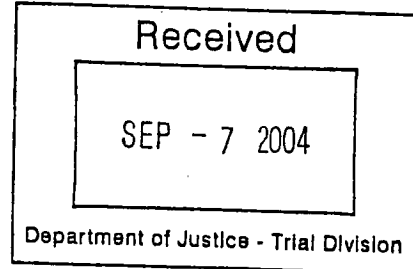 Received
SEP - 7 2004
Department of Justice - Trial Division